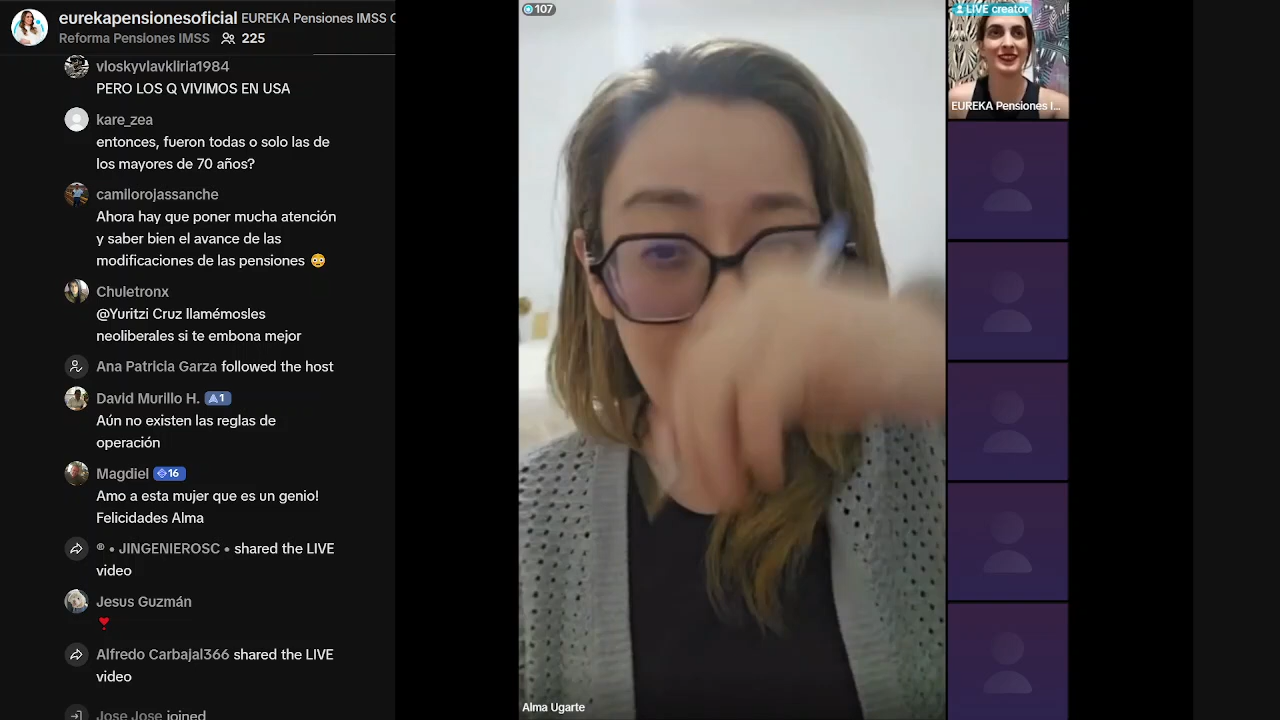 eurekapensionesoficial EUREKA Pensiones IMSS C
Reforma Pensiones IMSS 225
vloskyvlavkllrla1984
PERO LOS Q VIVIMOS EN USA
kare_zea
entonces, fueron todas o solo las de
los mayores de 70 años?
camilorojassanche
Ahora hay que poner mucha atención
y saber bien el avance de las
modificaciones de las pensiones 😳
Chuletronx
@Yuritzi Cruz llamémosles
neoliberales si te embona mejor
Ana Patricia Garza followed the host
David Murillo H. 1
Aún no existen las reglas de
operación
Magdiel 16
Amo a esta mujer que es un genio!
Felicidades Alma
® • JINGENIEROSC • shared the LIVE
video
Jesus Guzmán
❣
Alfredo Carbajal366 shared the LIVE
video
Jose Jose joined
107
Alma Ugarte
LIVE creator
EUREKA Pensiones I...